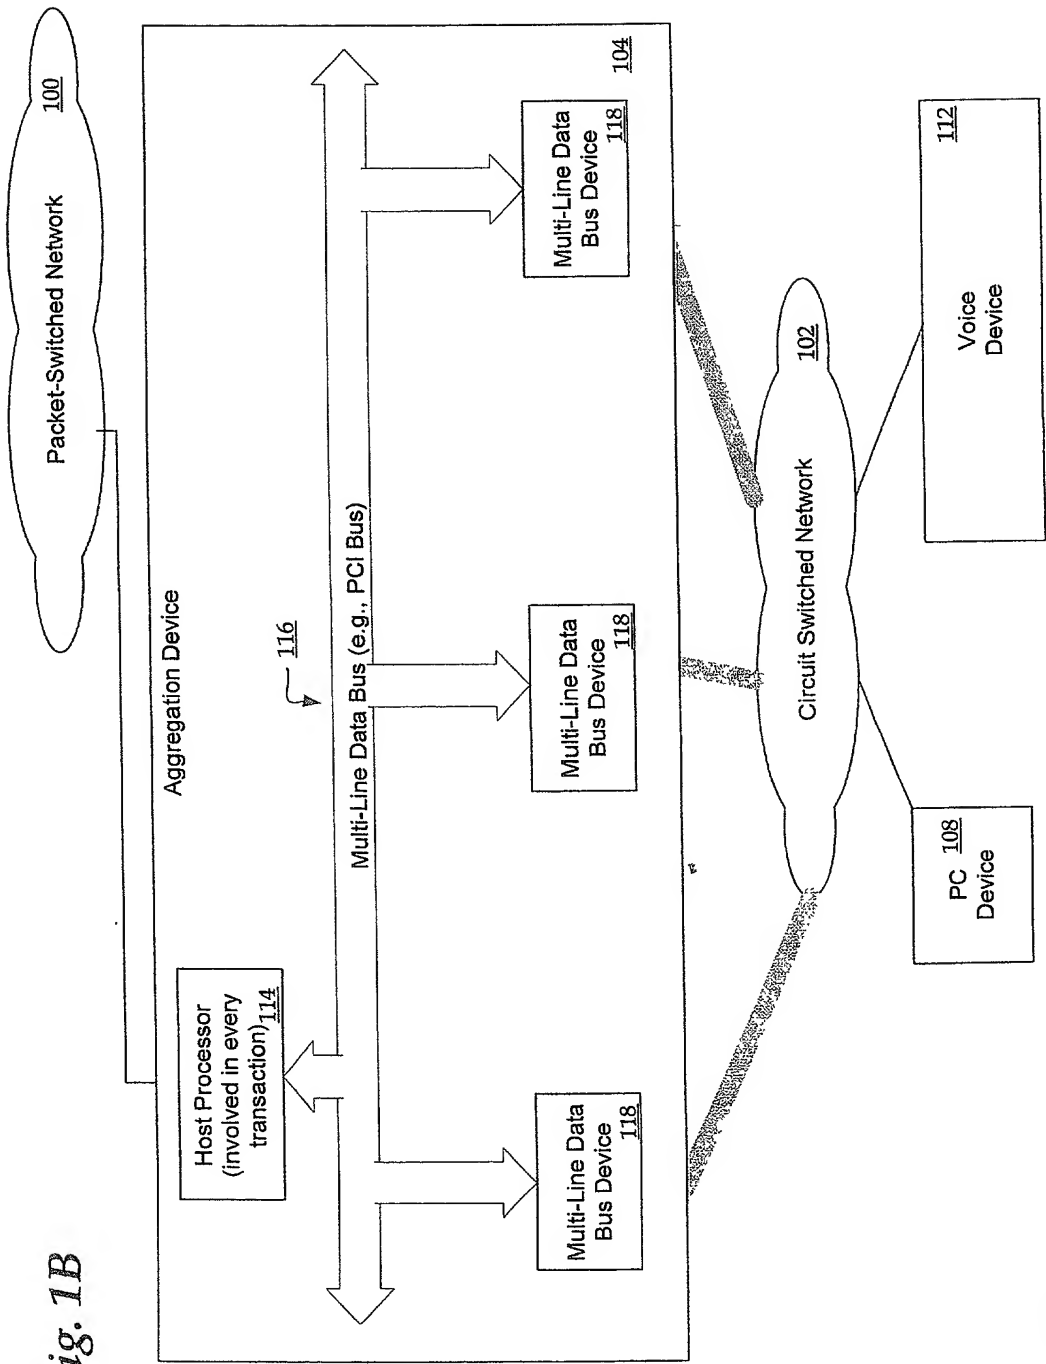 ig. 1B
Packet-Switched Network
100
Aggregation Device
104
Host Processor
(involved in every
transaction)
114
116
Multi-Line Data Bus (e.g., PCI Bus)
Multi-Line Data
Bus Device
118
Multi-Line Data
Bus Device
118
Multi-Line Data
Bus Device
118
Circuit Switched Network
102
PC
Device
108
Voice
Device
112